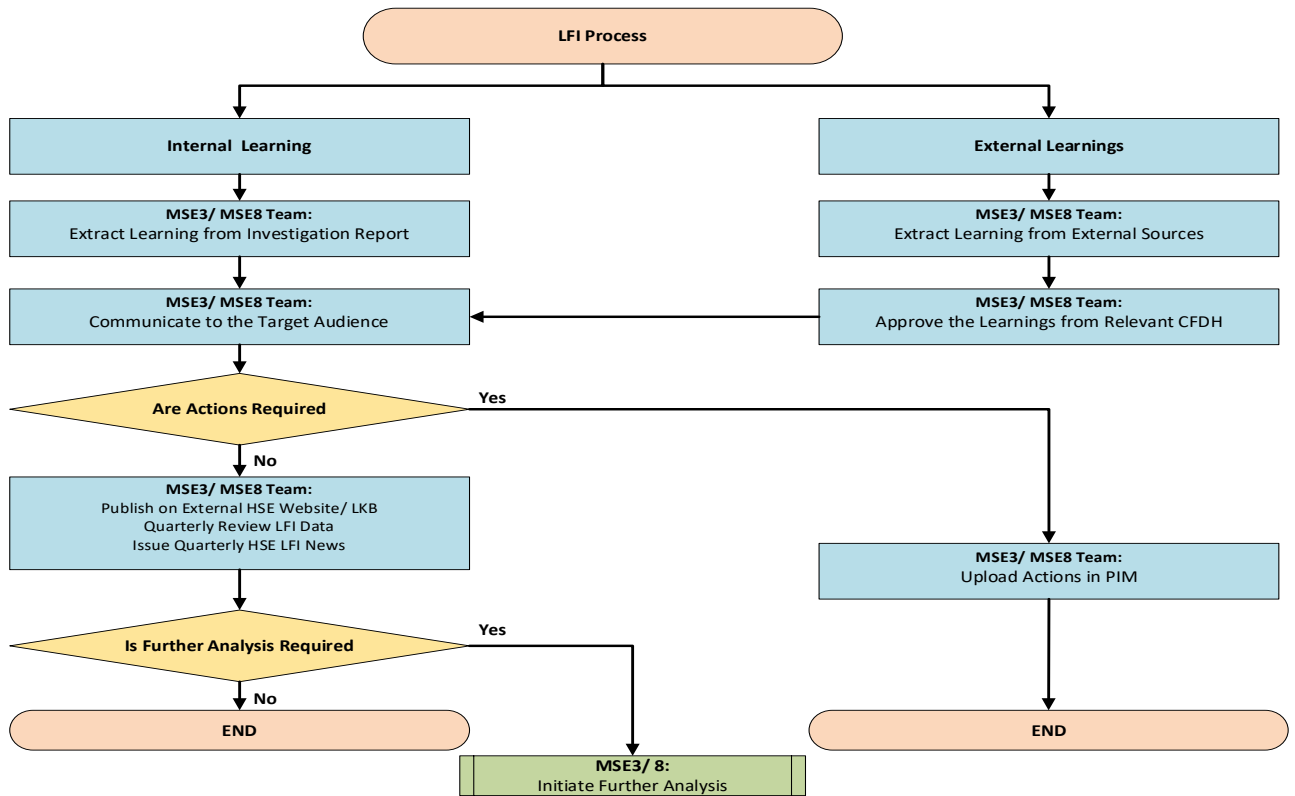 LFI Process
Internal Learning
External Learnings
MSE3/ MSE8 Team:
Extract Learning from Investigation Report
MSE3/ MSE8 Team:
Extract Learning from External Sources
MSE3/ MSE8 Team:
Communicate to the Target Audience
MSE3/ MSE8 Team:
Approve the Learnings from Relevant CFDH
Are Actions Required
Yes
No
MSE3/ MSE8 Team:
Publish on External HSE Website/ LKB
Quarterly Review LFI Data
Issue Quarterly HSE LFI News
MSE3/ MSE8 Team:
Upload Actions in PIM
Is Further Analysis Required
Yes
No
END
END
MSE3/ 8:
Initiate Further Analysis